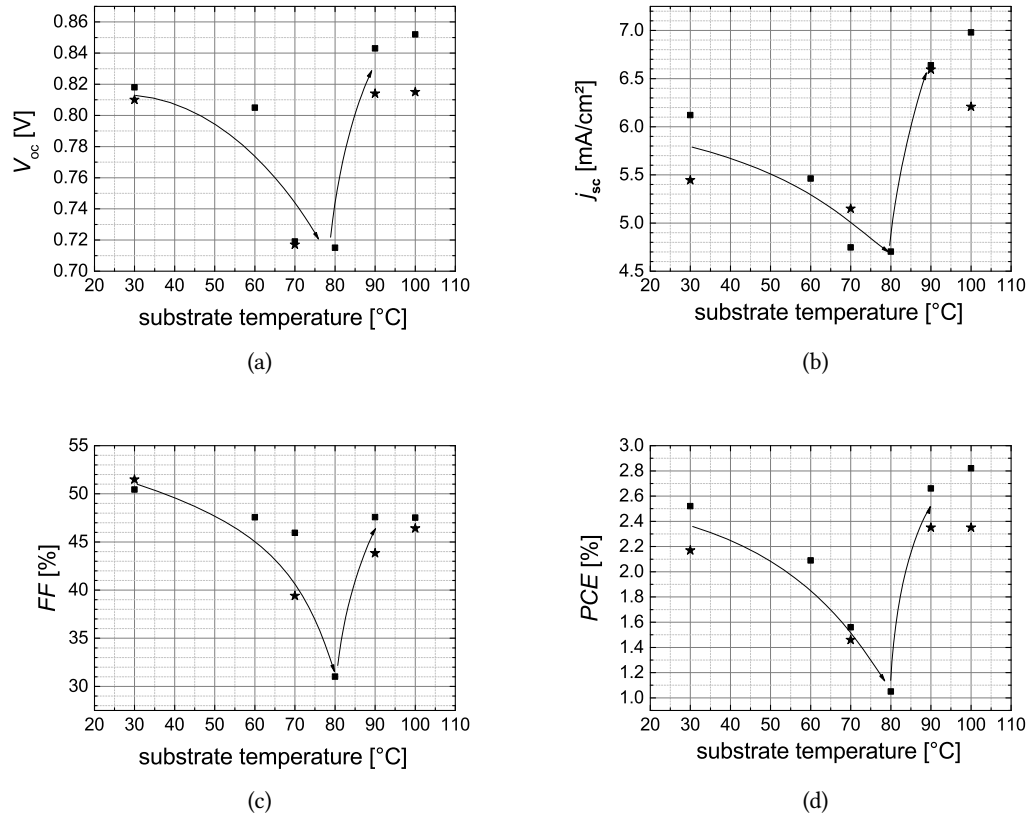 0.86
0.84
0.82
0.80
0.78
0.76
0.74
0.72
0.70
V_oc [V]
20 30 40 50 60 70 80 90 100 110
substrate temperature [°C]
(a)
7.0
6.5
6.0
5.5
5.0
4.5
j_sc [mA/cm²]
20 30 40 50 60 70 80 90 100 110
substrate temperature [°C]
(b)
55
50
45
40
35
30
FF [%]
20 30 40 50 60 70 80 90 100 110
substrate temperature [°C]
(c)
3.0
2.8
2.6
2.4
2.2
2.0
1.8
1.6
1.4
1.2
1.0
PCE [%]
20 30 40 50 60 70 80 90 100 110
substrate temperature [°C]
(d)